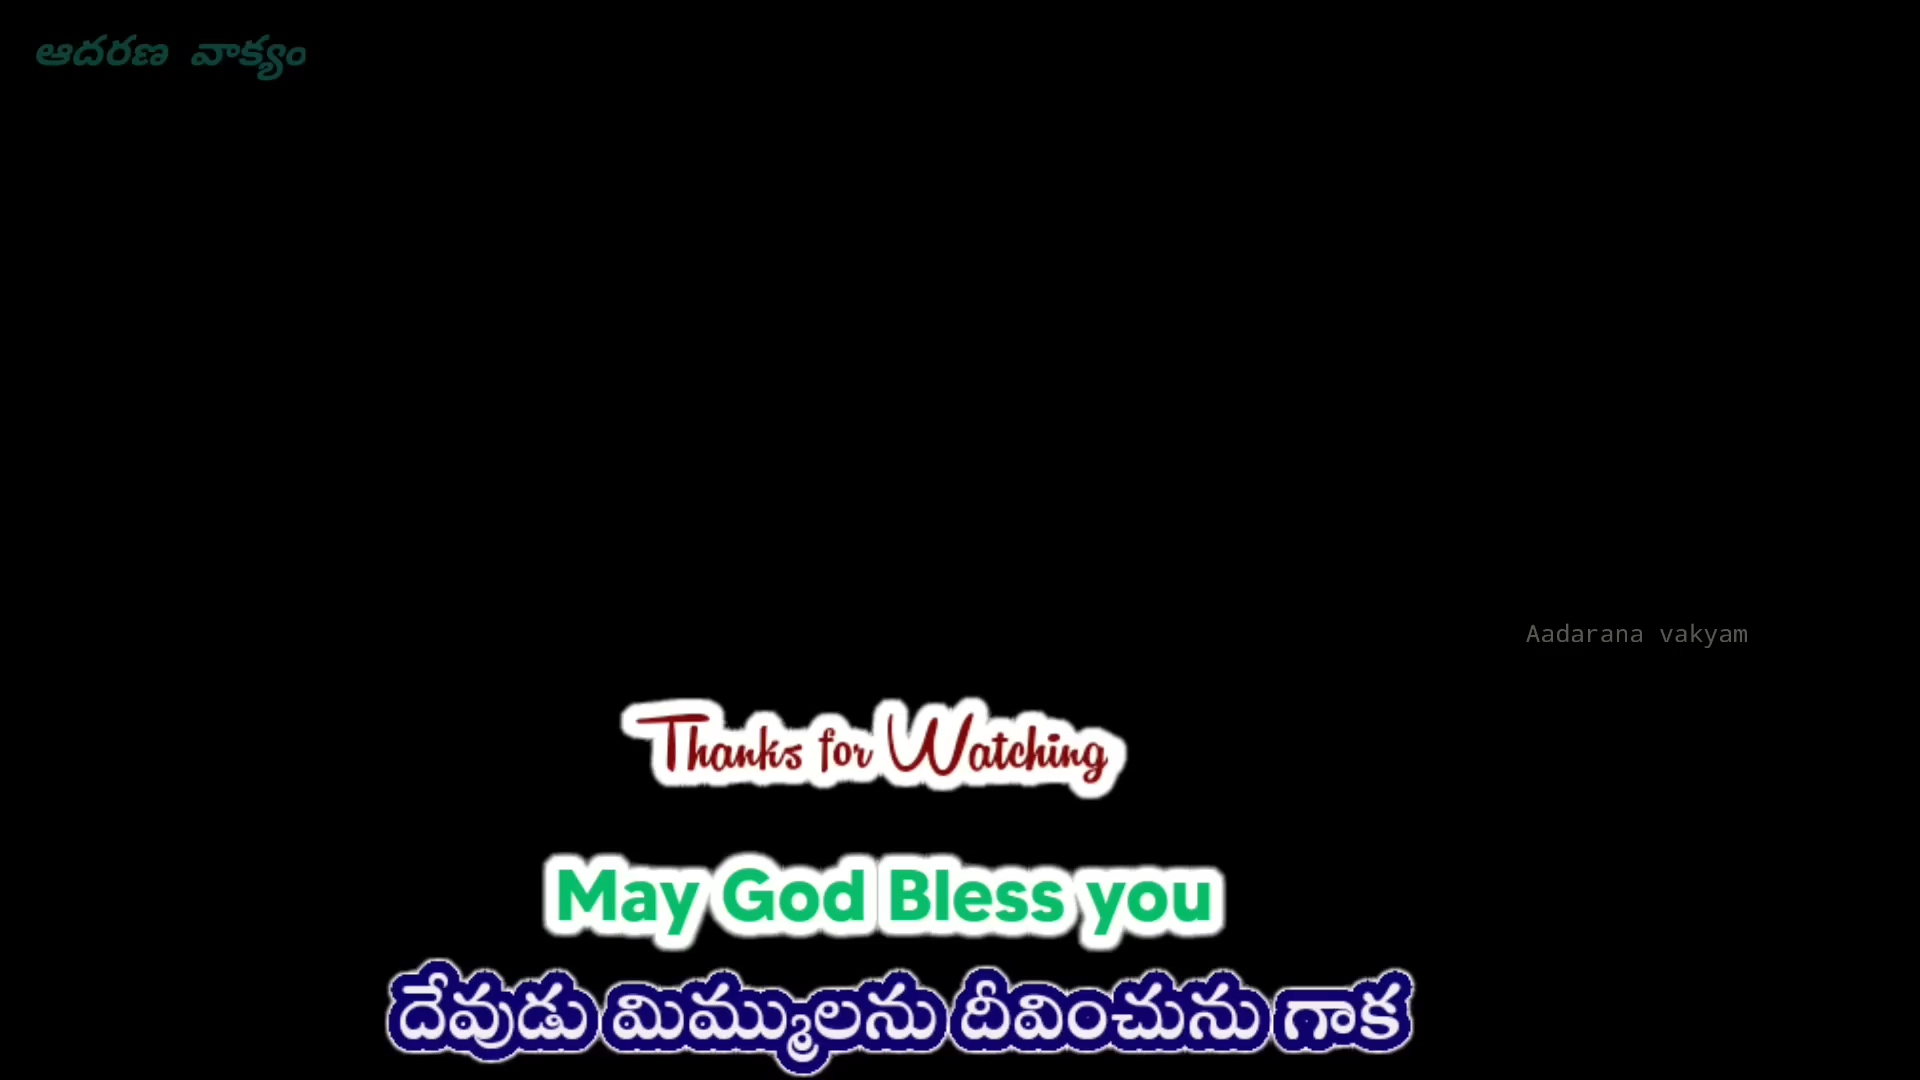 ఆదరణ వాక్యం
Aadarana vakyam
Thanks for Watching
May God Bless you
దేవుడు మిమ్ములను దీవించును గాక